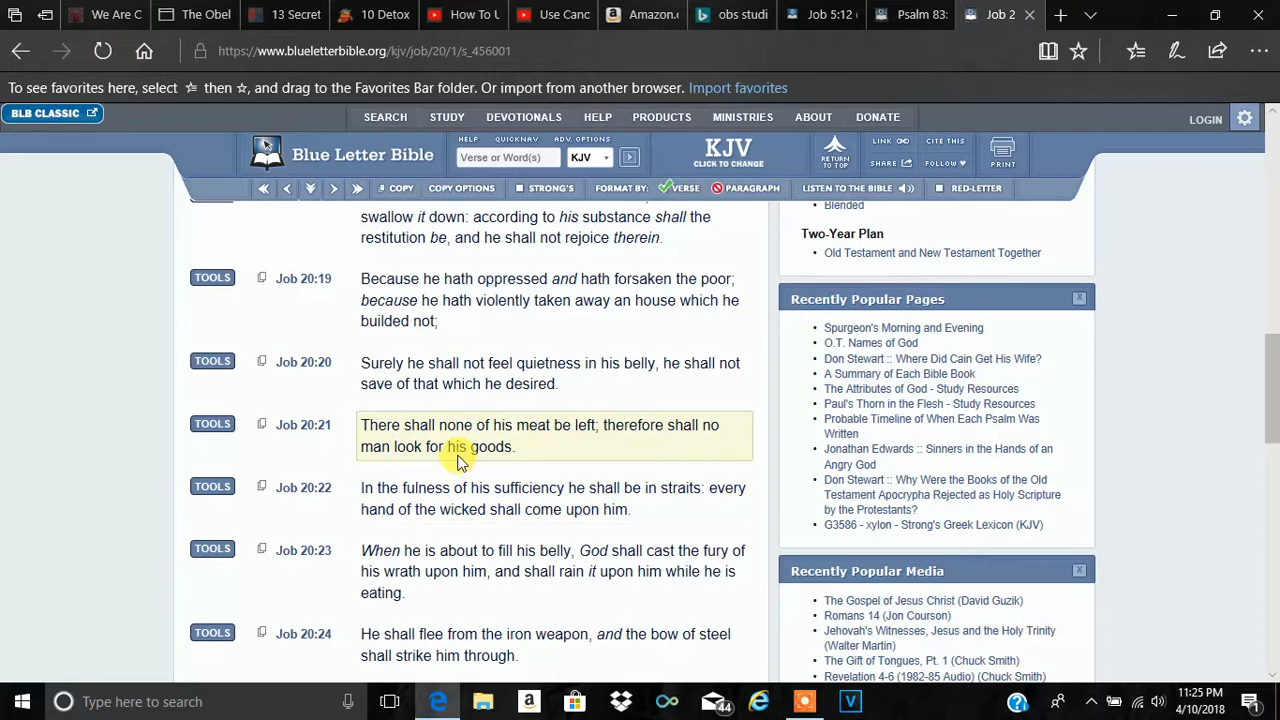 We Are C
The Obel
13 Secret
10 Detox
How To U
Use Canc
Amazon.c
obs studi
Job 5:12 (
Psalm 83:
Job 2
https://www.blueletterbible.org/kjv/job/20/1/s_456001
To see favorites here, select ☆ then ☆, and drag to the Favorites Bar folder. Or import from another browser. Import favorites
BLB CLASSIC
SEARCH STUDY DEVOTIONALS HELP PRODUCTS MINISTRIES ABOUT DONATE
LOGIN
Blue Letter Bible
HELP QUICKNAV ADV. OPTIONS
Verse or Word(s)
KJV
KJV
CLICK TO CHANGE
RETURN
TO TOP
LINK
CITE THIS
SHARE
FOLLOW
PRINT
COPY COPY OPTIONS STRONG'S FORMAT BY: VERSE PARAGRAPH LISTEN TO THE BIBLE RED-LETTER
swallow it down: according to his substance shall the
restitution be, and he shall not rejoice therein.
TOOLS Job 20:19 Because he hath oppressed and hath forsaken the poor;
because he hath violently taken away an house which he
builded not;
TOOLS Job 20:20 Surely he shall not feel quietness in his belly, he shall not
save of that which he desired.
TOOLS Job 20:21 There shall none of his meat be left; therefore shall no
man look for his goods.
TOOLS Job 20:22 In the fulness of his sufficiency he shall be in straits: every
hand of the wicked shall come upon him.
TOOLS Job 20:23 When he is about to fill his belly, God shall cast the fury of
his wrath upon him, and shall rain it upon him while he is
eating.
TOOLS Job 20:24 He shall flee from the iron weapon, and the bow of steel
shall strike him through.
Blended
Two-Year Plan
Old Testament and New Testament Together
Recently Popular Pages X
Spurgeon's Morning and Evening
O.T. Names of God
Don Stewart :: Where Did Cain Get His Wife?
A Summary of Each Bible Book
The Attributes of God - Study Resources
Paul's Thorn in the Flesh - Study Resources
Probable Timeline of When Each Psalm Was
Written
Jonathan Edwards :: Sinners in the Hands of an
Angry God
Don Stewart :: Why Were the Books of the Old
Testament Apocrypha Rejected as Holy Scripture
by the Protestants?
G3586 - xylon - Strong's Greek Lexicon (KJV)
Recently Popular Media X
The Gospel of Jesus Christ (David Guzik)
Romans 14 (Jon Courson)
Jehovah's Witnesses, Jesus and the Holy Trinity
(Walter Martin)
The Gift of Tongues, Pt. 1 (Chuck Smith)
Revelation 4-6 (1982-85 Audio) (Chuck Smith)
Type here to search
44
11:25 PM
4/10/2018
1